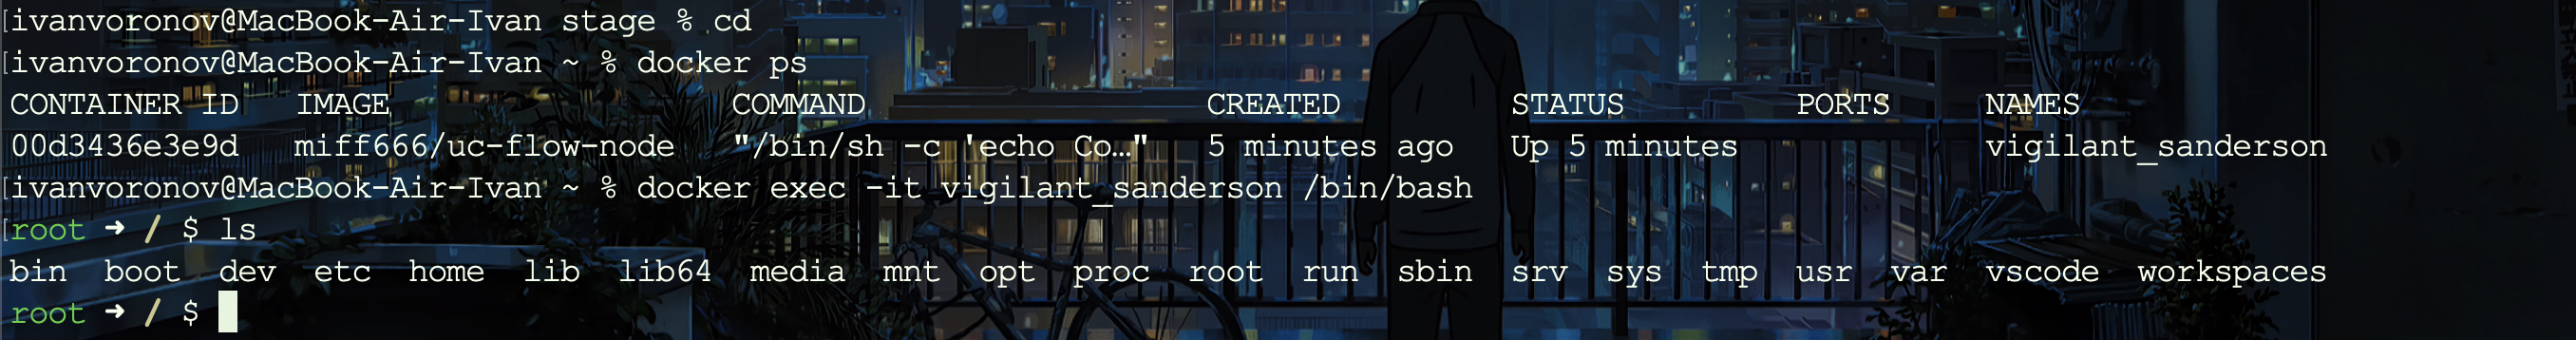 [ivanvoronov@MacBook-Air-Ivan stage % cd
[ivanvoronov@MacBook-Air-Ivan ~ % docker ps
CONTAINER ID IMAGE COMMAND CREATED STATUS PORTS NAMES
00d3436e3e9d miff666/uc-flow-node "/bin/sh -c 'echo Co…" 5 minutes ago Up 5 minutes vigilant_sanderson
[ivanvoronov@MacBook-Air-Ivan ~ % docker exec -it vigilant_sanderson /bin/bash
[root ➜ / $ ls
bin boot dev etc home lib lib64 media mnt opt proc root run sbin srv sys tmp usr var vscode workspaces
root ➜ / $